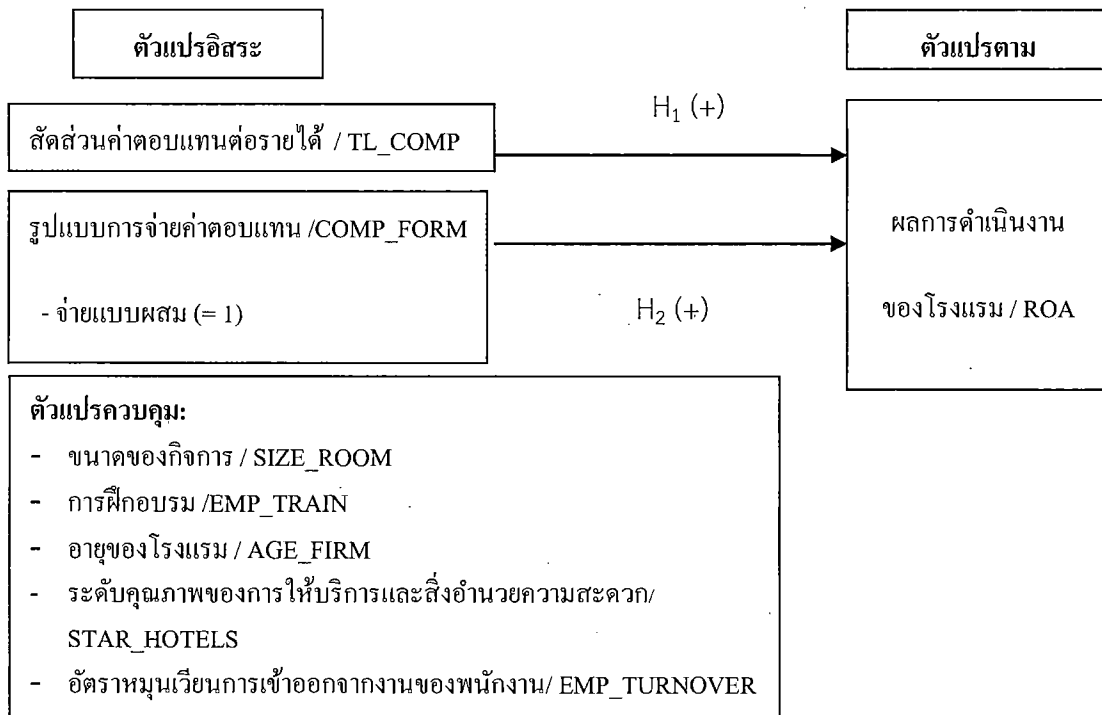 ตัวแปรอิสระ
ตัวแปรตาม
สัดส่วนค่าตอบแทนต่อรายได้ / TL_COMP
H₁ (+)
รูปแบบการจ่ายค่าตอบแทน /COMP_FORM
- จ่ายแบบผสม (= 1)
H₂ (+)
ผลการดำเนินงาน
ของโรงแรม / ROA
ตัวแปรควบคุม:
- ขนาดของกิจการ / SIZE_ROOM
- การฝึกอบรม /EMP_TRAIN
- อายุของโรงแรม / AGE_FIRM
- ระดับคุณภาพของการให้บริการและสิ่งอำนวยความสะดวก/
STAR_HOTELS
- อัตราหมุนเวียนการเข้าออกจากงานของพนักงาน/ EMP_TURNOVER